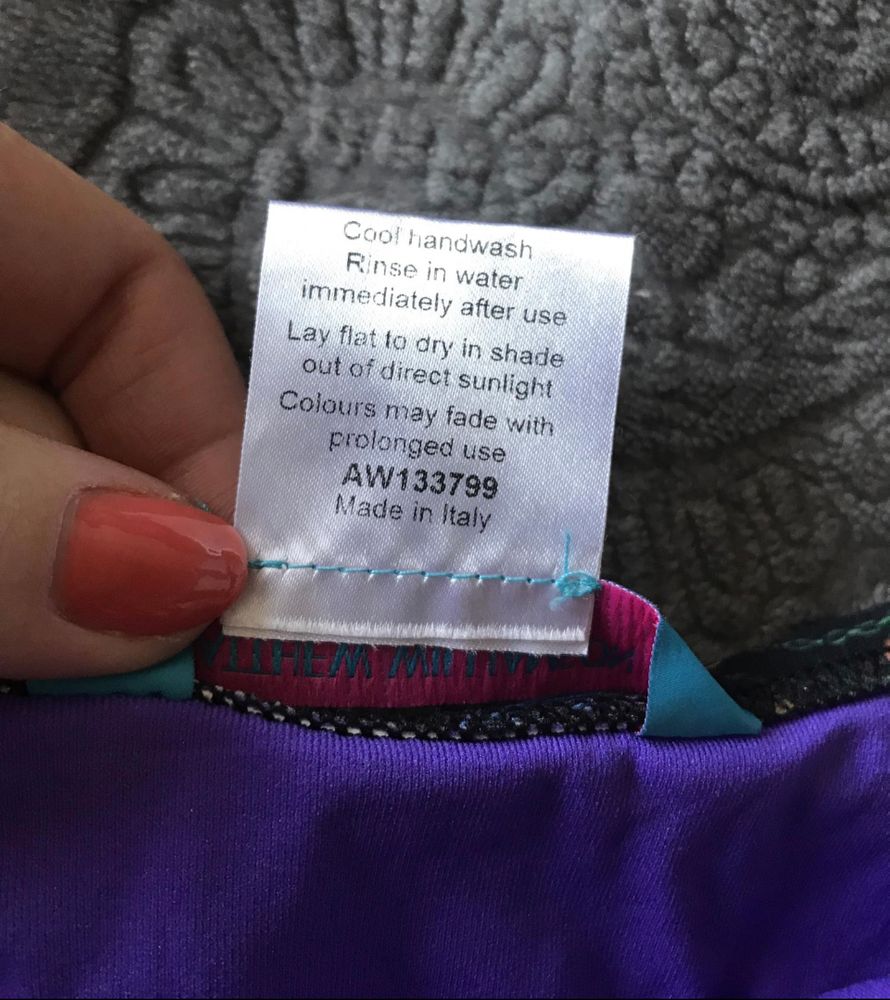 Cool handwash
Rinse in water
immediately after use
Lay flat to dry in shade
out of direct sunlight
Colours may fade with
prolonged use
AW133799
Made in Italy